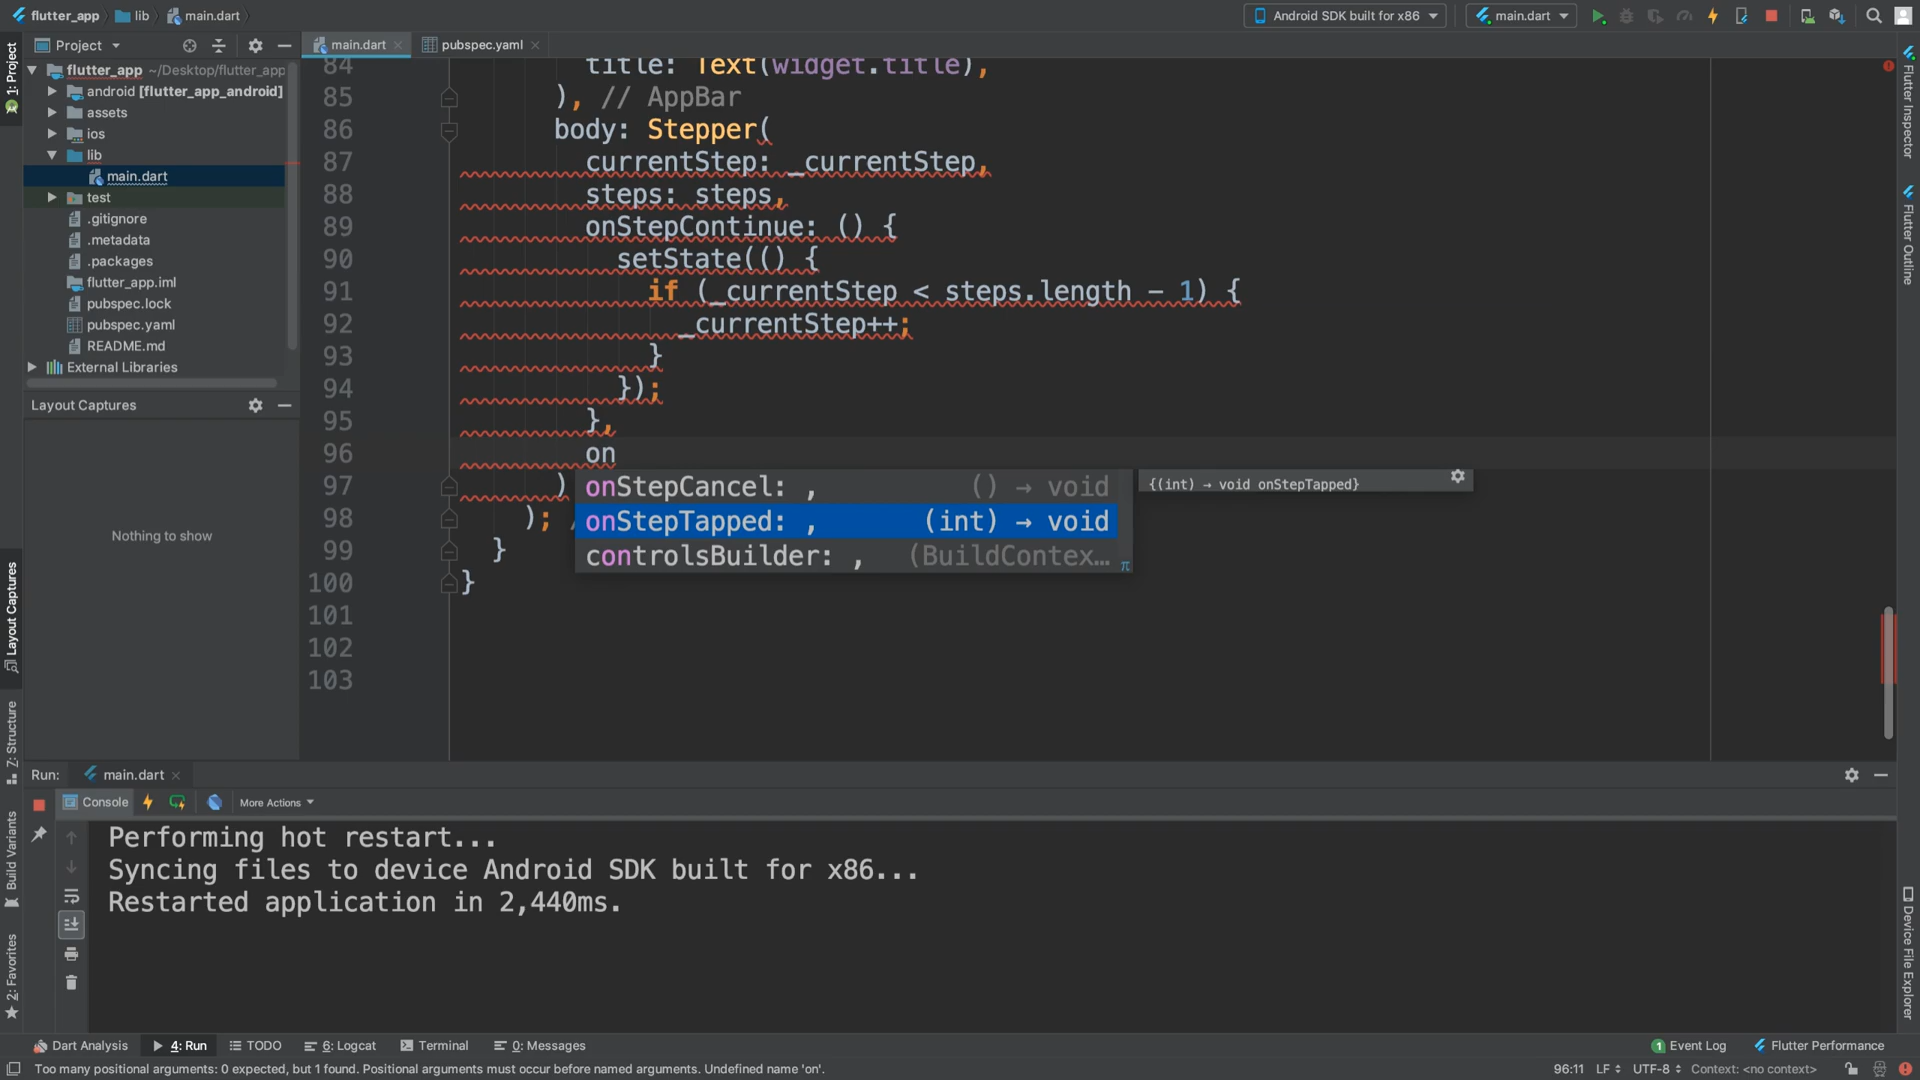 flutter_app lib main.dart Android SDK built for x86 main.dart
Project main.dart pubspec.yaml
flutter_app ~/Desktop/flutter_app
android [flutter_app_android]
assets
ios
lib
main.dart
test
.gitignore
.metadata
.packages
flutter_app.iml
pubspec.lock
pubspec.yaml
README.md
External Libraries
Layout Captures
Nothing to show
84 title: Text(widget.title),
85 ), // AppBar
86 body: Stepper(
87 currentStep: _currentStep,
88 steps: steps,
89 onStepContinue: () {
90 setState(() {
91 if (_currentStep < steps.length - 1) {
92 _currentStep++;
93 }
94 });
95 },
96 on
97 )
98 ); /
99 }
100 }
101
102
103
onStepCancel: , () → void
onStepTapped: , (int) → void
controlsBuilder: , (BuildContex…
π
{(int) → void onStepTapped}
1: Project
Layout Captures
Z: Structure
Build Variants
2: Favorites
Flutter Inspector
Flutter Outline
Device File Explorer
Run: main.dart
Console More Actions
Performing hot restart...
Syncing files to device Android SDK built for x86...
Restarted application in 2,440ms.
Dart Analysis 4: Run TODO 6: Logcat Terminal 0: Messages 1 Event Log Flutter Performance
Too many positional arguments: 0 expected, but 1 found. Positional arguments must occur before named arguments. Undefined name 'on'. 96:11 LF UTF-8 Context: <no context>